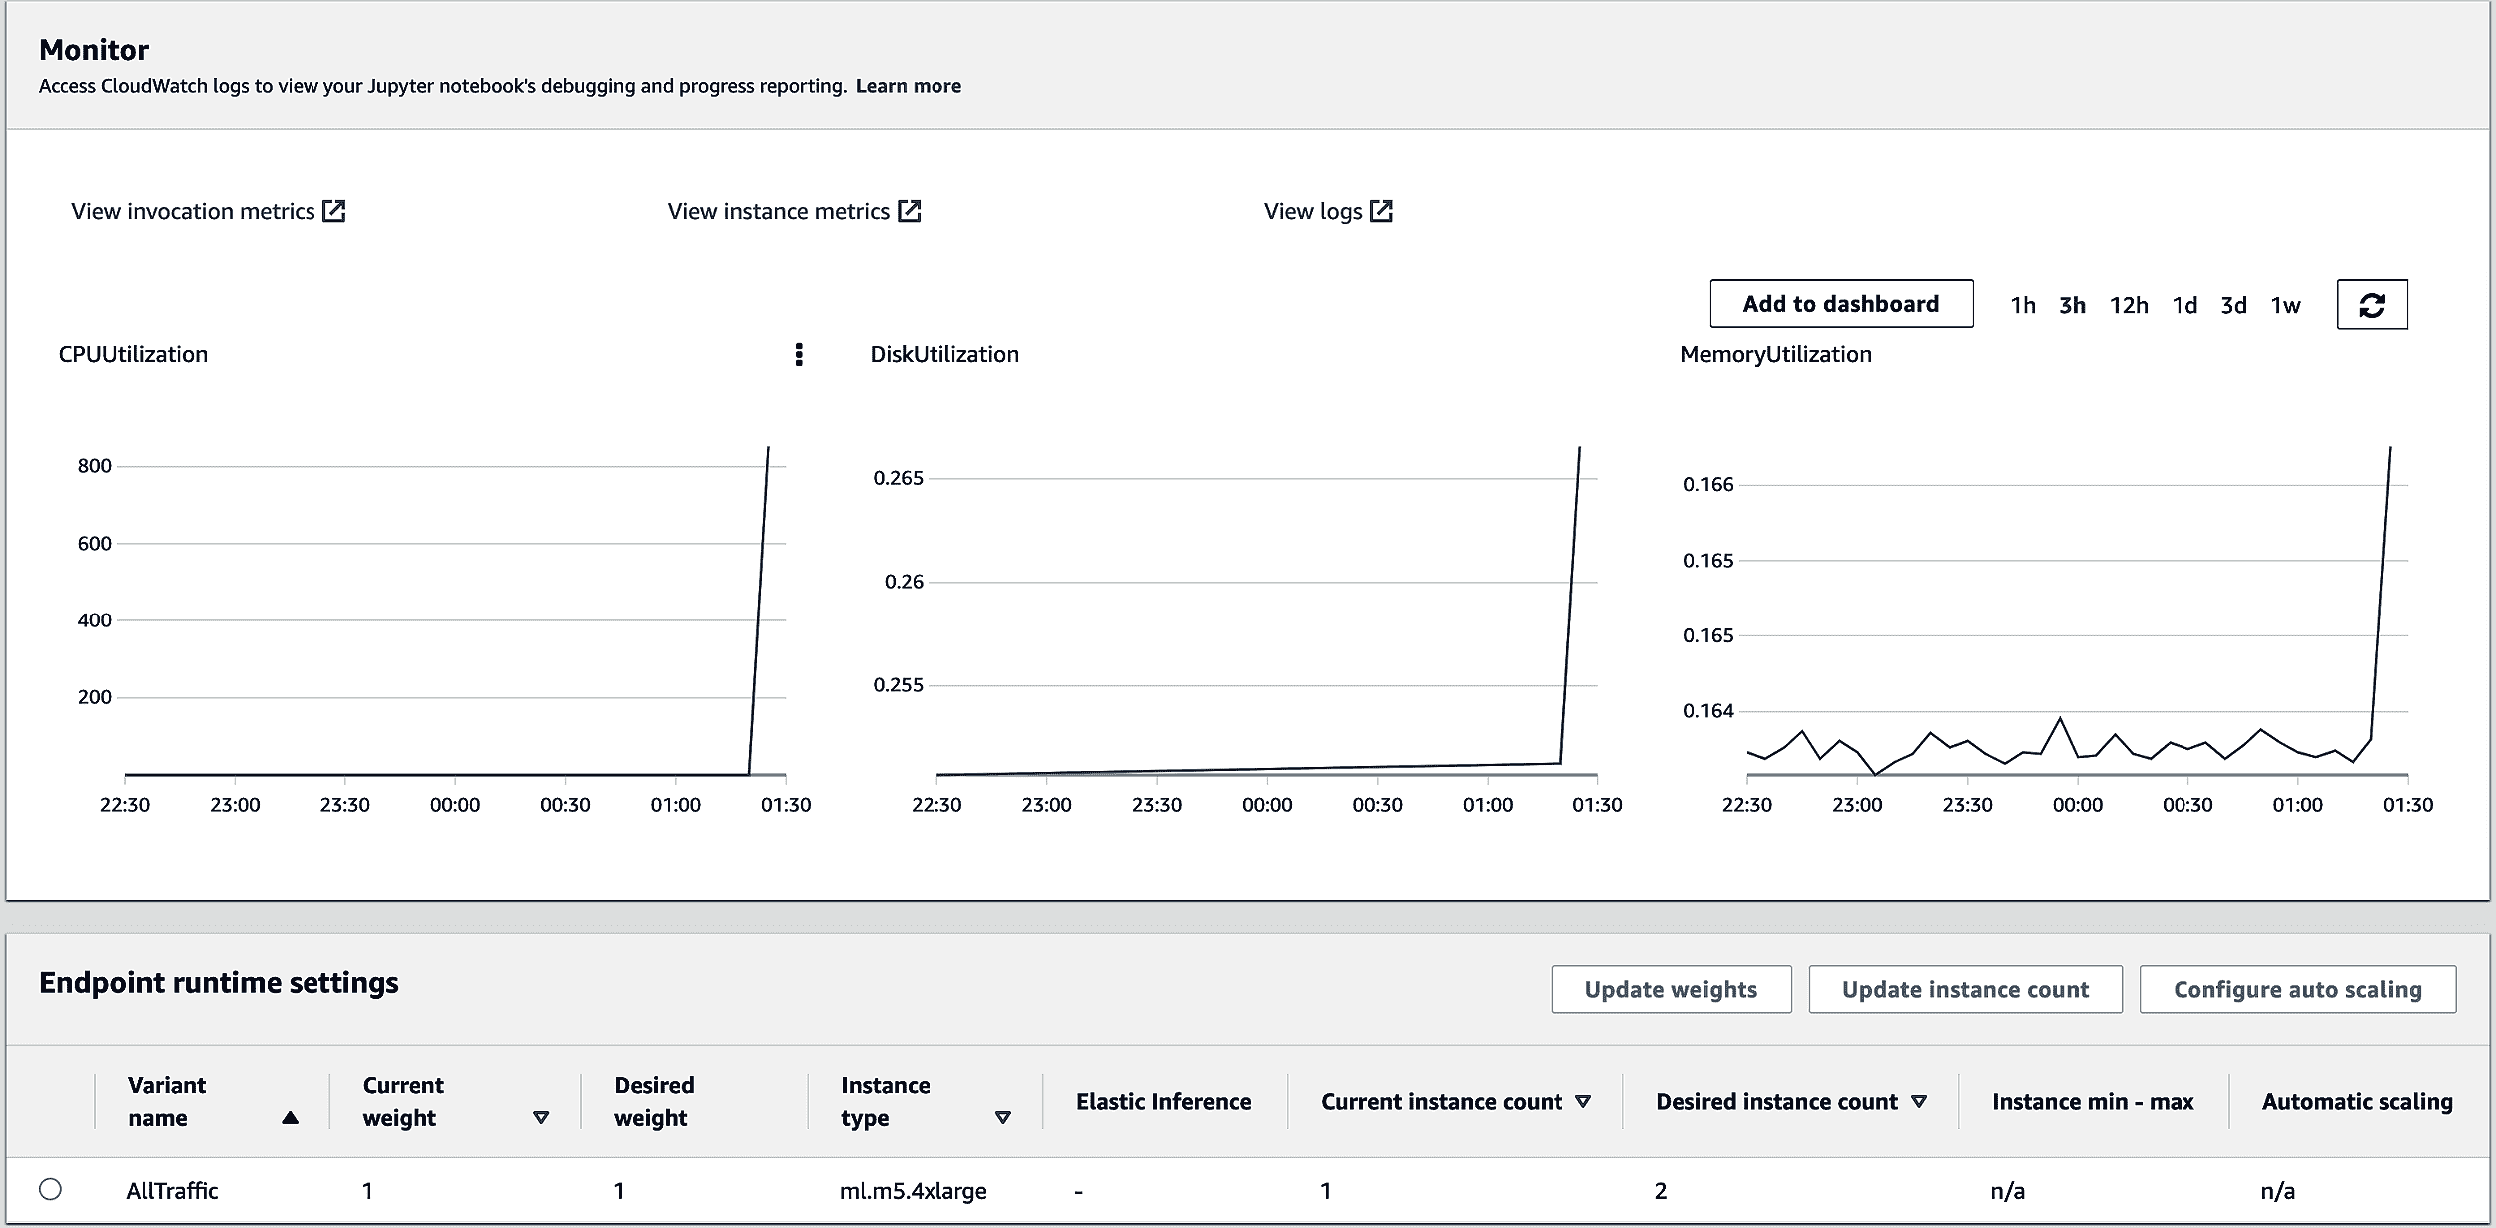 Monitor
Access CloudWatch logs to view your Jupyter notebook's debugging and progress reporting. Learn more
View invocation metrics View instance metrics View logs
Add to dashboard 1h 3h 12h 1d 3d 1w
CPUUtilization
800
600
400
200
22:30 23:00 23:30 00:00 00:30 01:00 01:30
DiskUtilization
0.265
0.26
0.255
22:30 23:00 23:30 00:00 00:30 01:00 01:30
MemoryUtilization
0.166
0.165
0.165
0.164
22:30 23:00 23:30 00:00 00:30 01:00 01:30
Endpoint runtime settings
Update weights Update instance count Configure auto scaling
Variant name Current weight Desired weight Instance type Elastic Inference Current instance count Desired instance count Instance min - max Automatic scaling
AllTraffic 1 1 ml.m5.4xlarge - 1 2 n/a n/a